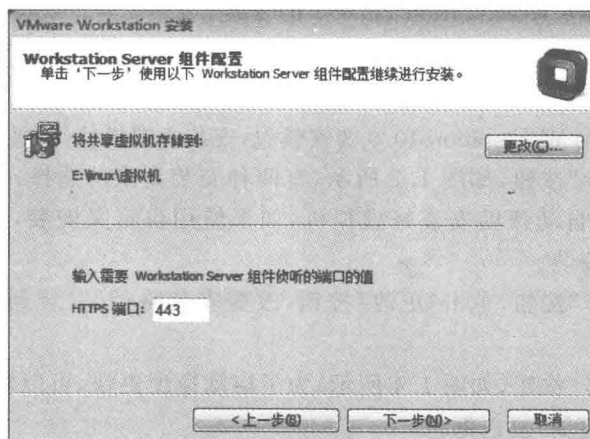 VMware Workstation 安装
Workstation Server 组件配置
单击‘下一步’使用以下 Workstation Server 组件配置继续进行安装。
将共享虚拟机存储到:
更改(C)...
E:\linux\虚拟机
输入需要 Workstation Server 组件侦听的端口的值
HTTPS 端口: 443
<上一步(B)
下一步(N)>
取消